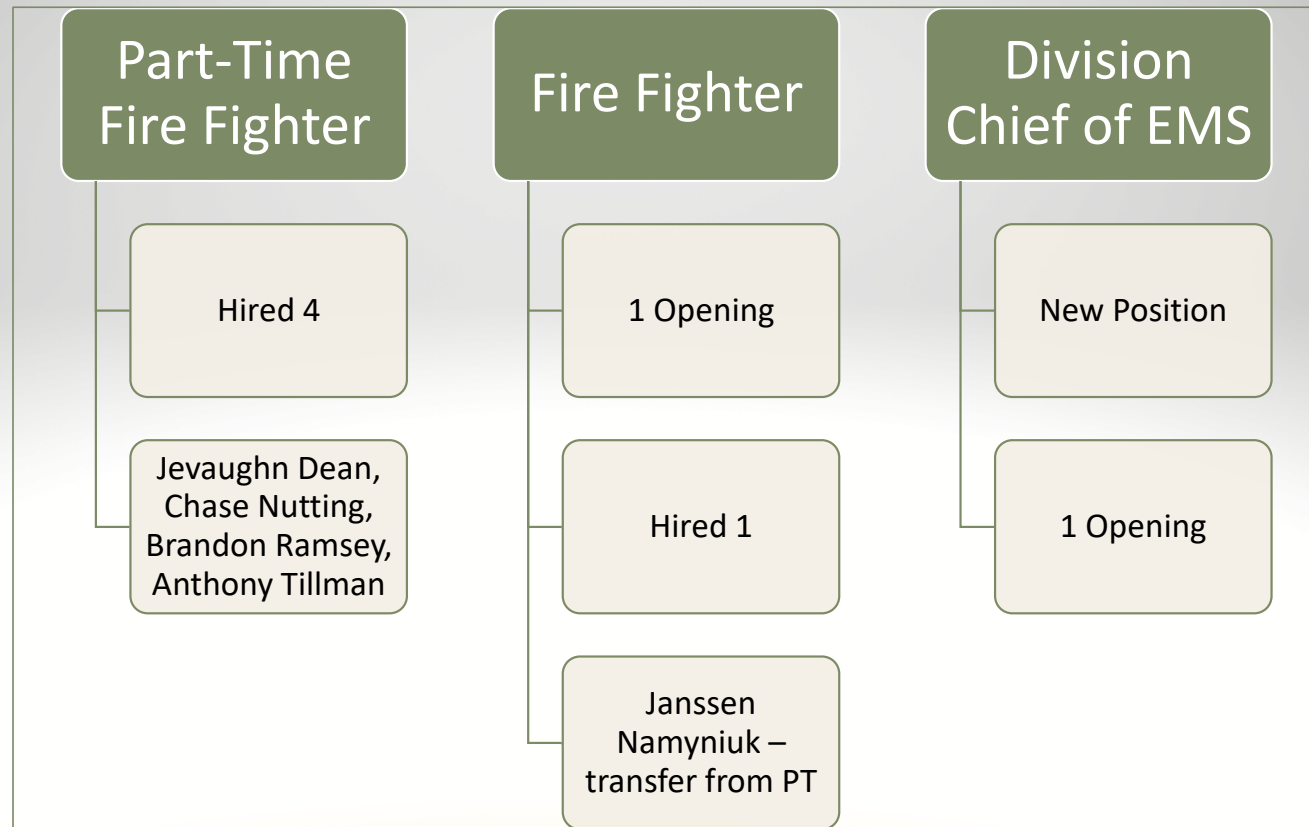 Part-Time
Fire Fighter
Hired 4
Jevaughn Dean,
Chase Nutting,
Brandon Ramsey,
Anthony Tillman
Fire Fighter
1 Opening
Hired 1
Janssen
Namyniuk –
transfer from PT
Division
Chief of EMS
New Position
1 Opening